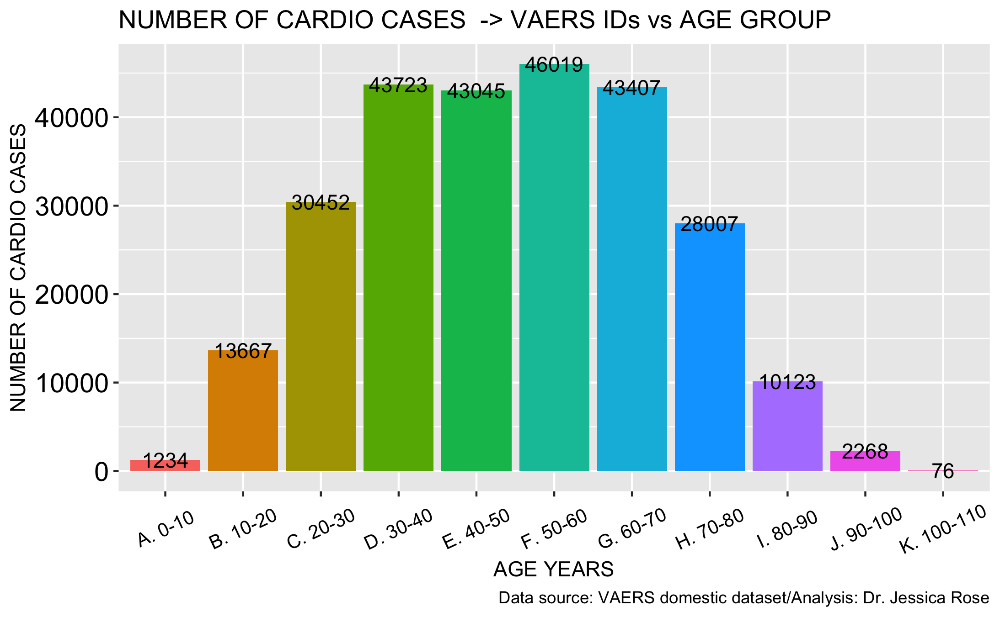 NUMBER OF CARDIO CASES  -> VAERS IDs vs AGE GROUP
NUMBER OF CARDIO CASES
40000
30000
20000
10000
0
1234
13667
30452
43723
43045
46019
43407
28007
10123
2268
76
A. 0-10
B. 10-20
C. 20-30
D. 30-40
E. 40-50
F. 50-60
G. 60-70
H. 70-80
I. 80-90
J. 90-100
K. 100-110
AGE YEARS
Data source: VAERS domestic dataset/Analysis: Dr. Jessica Rose